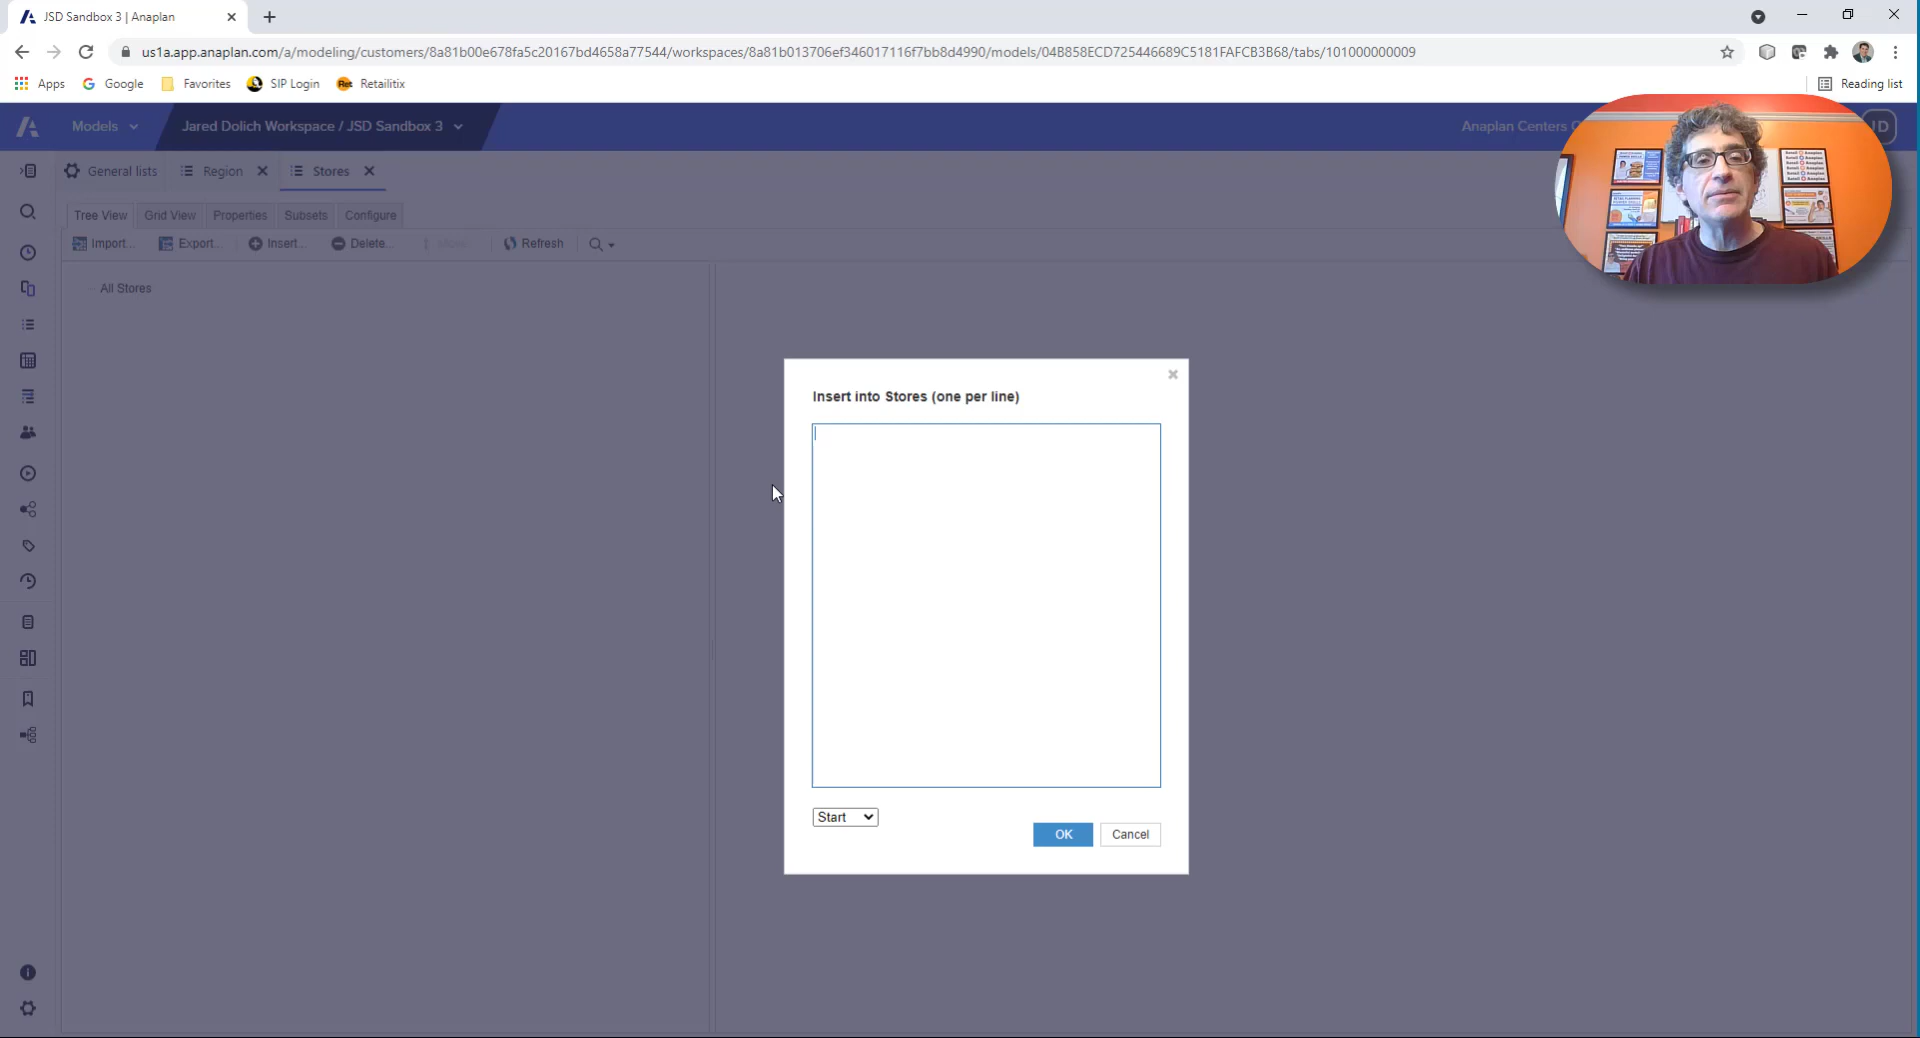 JSD Sandbox 3 | Anaplan
us1a.app.anaplan.com/a/modeling/customers/8a81b00e678fa5c20167bd4658a77544/workspaces/8a81b013706ef346017116f7bb8d4990/models/04B858ECD725446689C5181FAFCB3B68/tabs/101000000009
Apps Google Favorites SIP Login Retailitix Reading list
Models Jared Dolich Workspace / JSD Sandbox 3 Anaplan Centers
General lists Region Stores
Tree View Grid View Properties Subsets Configure
Import... Export... Insert... Delete... Move... Refresh
All Stores
Insert into Stores (one per line)
Start
OK Cancel